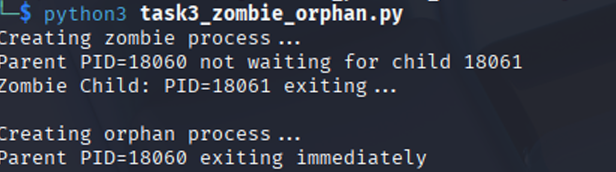 └─$ python3 task3_zombie_orphan.py
Creating zombie process...
Parent PID=18060 not waiting for child 18061
Zombie Child: PID=18061 exiting...
Creating orphan process...
Parent PID=18060 exiting immediately